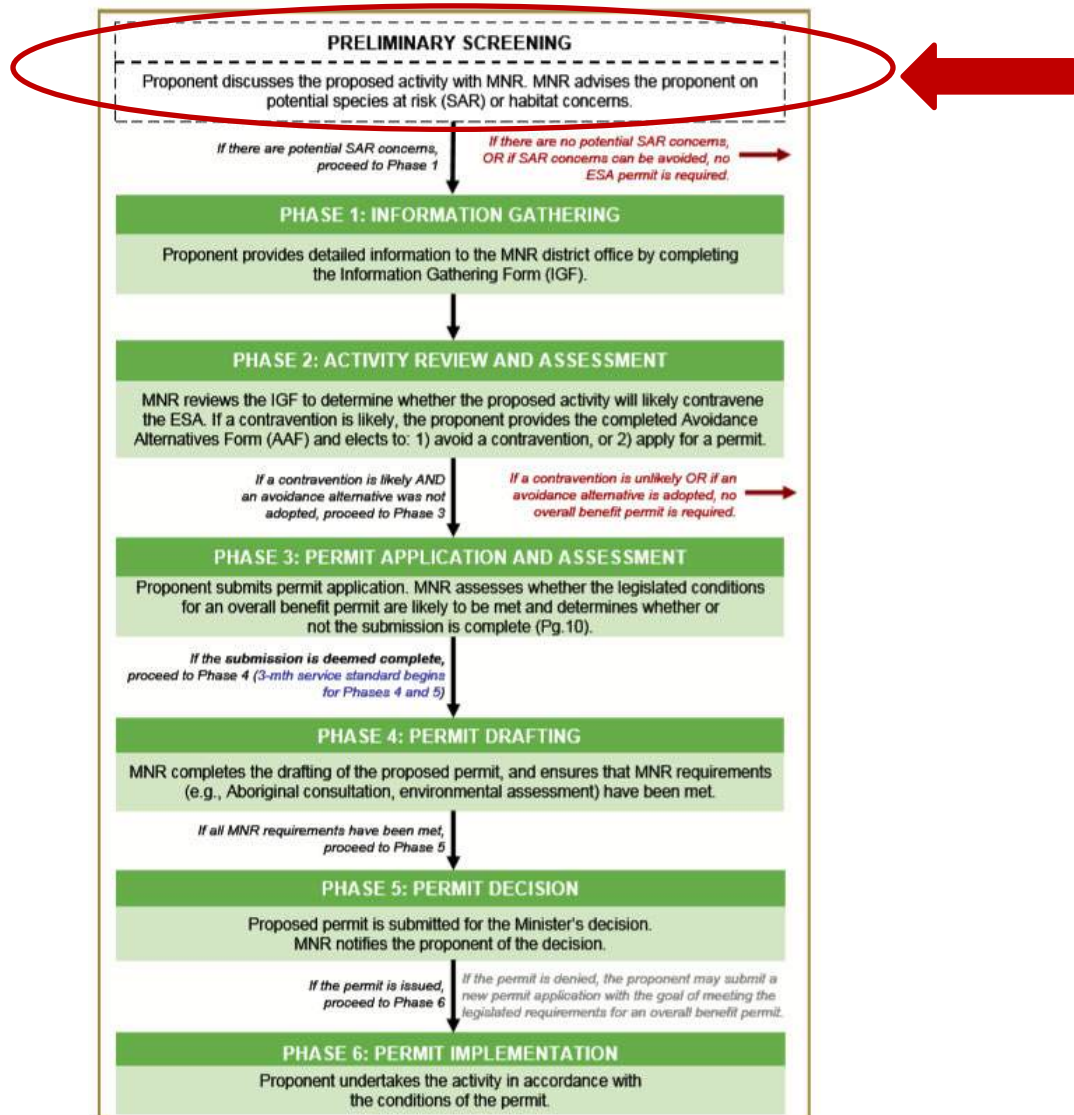 PRELIMINARY SCREENING
Proponent discusses the proposed activity with MNR. MNR advises the proponent on
potential species at risk (SAR) or habitat concerns.
If there are potential SAR concerns,
proceed to Phase 1
If there are no potential SAR concerns,
OR if SAR concerns can be avoided, no
ESA permit is required.
PHASE 1: INFORMATION GATHERING
Proponent provides detailed information to the MNR district office by completing
the Information Gathering Form (IGF).
PHASE 2: ACTIVITY REVIEW AND ASSESSMENT
MNR reviews the IGF to determine whether the proposed activity will likely contravene
the ESA. If a contravention is likely, the proponent provides the completed Avoidance
Alternatives Form (AAF) and elects to: 1) avoid a contravention, or 2) apply for a permit.
If a contravention is likely AND
an avoidance alternative was not
adopted, proceed to Phase 3
If a contravention is unlikely OR if an
avoidance alternative is adopted, no
overall benefit permit is required.
PHASE 3: PERMIT APPLICATION AND ASSESSMENT
Proponent submits permit application. MNR assesses whether the legislated conditions
for an overall benefit permit are likely to be met and determines whether or
not the submission is complete (Pg.10).
If the submission is deemed complete,
proceed to Phase 4 (3-mth service standard begins
for Phases 4 and 5)
PHASE 4: PERMIT DRAFTING
MNR completes the drafting of the proposed permit, and ensures that MNR requirements
(e.g., Aboriginal consultation, environmental assessment) have been met.
If all MNR requirements have been met,
proceed to Phase 5
PHASE 5: PERMIT DECISION
Proposed permit is submitted for the Minister's decision.
MNR notifies the proponent of the decision.
If the permit is issued,
proceed to Phase 6
If the permit is denied, the proponent may submit a
new permit application with the goal of meeting the
legislated requirements for an overall benefit permit.
PHASE 6: PERMIT IMPLEMENTATION
Proponent undertakes the activity in accordance with
the conditions of the permit.